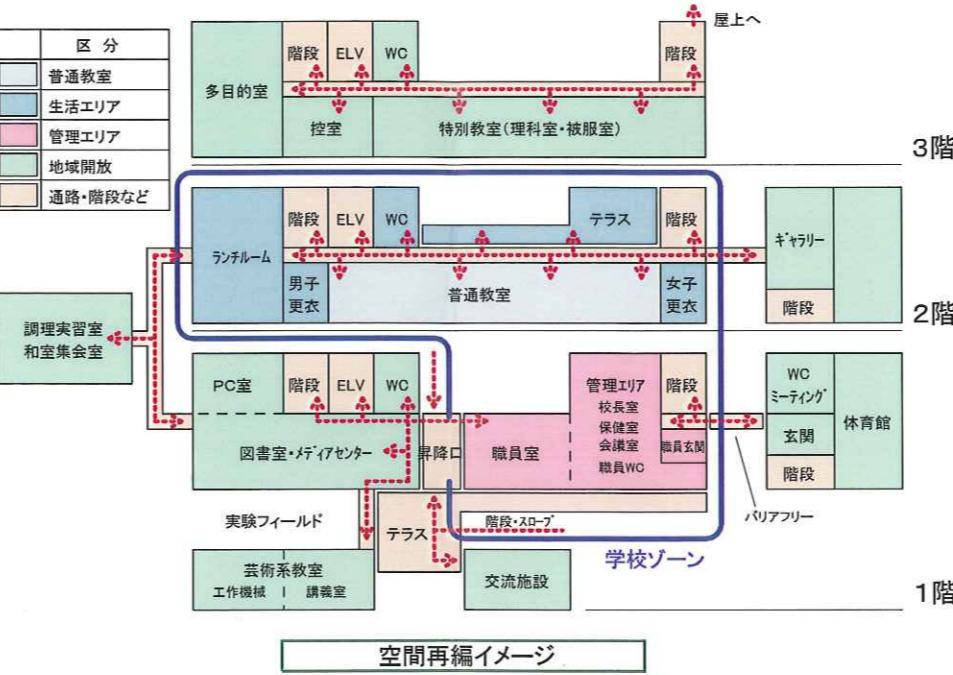 区 分
普通教室
生活エリア
管理エリア
地域開放
通路・階段など
屋上へ
階段
ELV
WC
階段
多目的室
控室
特別教室(理科室・被服室)
3階
階段
ELV
WC
テラス
階段
ランチルーム
ギャラリー
男子
更衣
普通教室
女子
更衣
階段
2階
調理実習室
和室集会室
PC室
階段
ELV
WC
管理エリア
校長室
保健室
会議室
職員WC
階段
WC
ミーティング
図書室・メディアセンター
昇降口
職員室
職員玄関
玄関
体育館
階段
実験フィールド
テラス
階段・スロープ
バリアフリー
学校ゾーン
芸術系教室
工作機械
講義室
交流施設
1階
空間再編イメージ